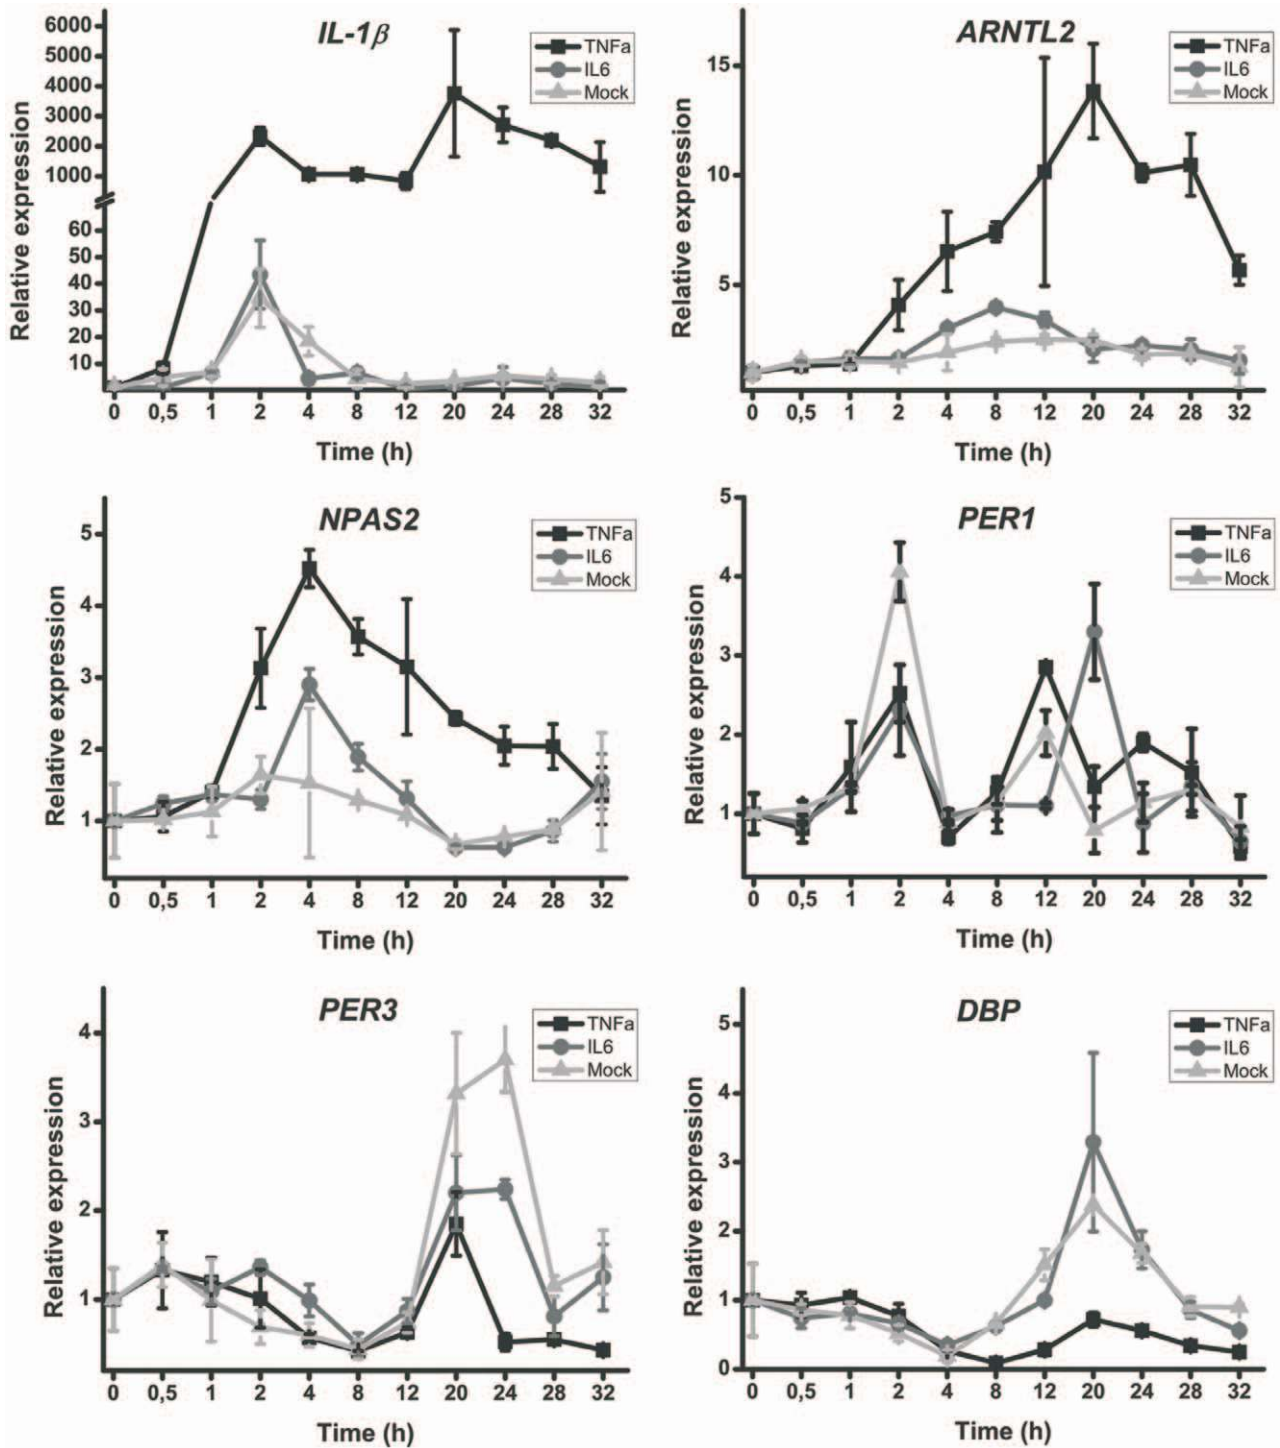 IL-1β
Relative expression
6000
5000
4000
3000
2000
1000
60
50
40
30
20
10
TNFa
IL6
Mock
0 0,5 1 2 4 8 12 20 24 28 32
Time (h)
ARNTL2
Relative expression
15
10
5
TNFa
IL6
Mock
0 0,5 1 2 4 8 12 20 24 28 32
Time (h)
NPAS2
Relative expression
5
4
3
2
1
TNFa
IL6
Mock
0 0,5 1 2 4 8 12 20 24 28 32
Time (h)
PER1
Relative expression
5
4
3
2
1
TNFa
IL6
Mock
0 0,5 1 2 4 8 12 20 24 28 32
Time (h)
PER3
Relative expression
4
3
2
1
TNFa
IL6
Mock
0 0,5 1 2 4 8 12 20 24 28 32
Time (h)
DBP
Relative expression
5
4
3
2
1
0
TNFa
IL6
Mock
0 0,5 1 2 4 8 12 20 24 28 32
Time (h)